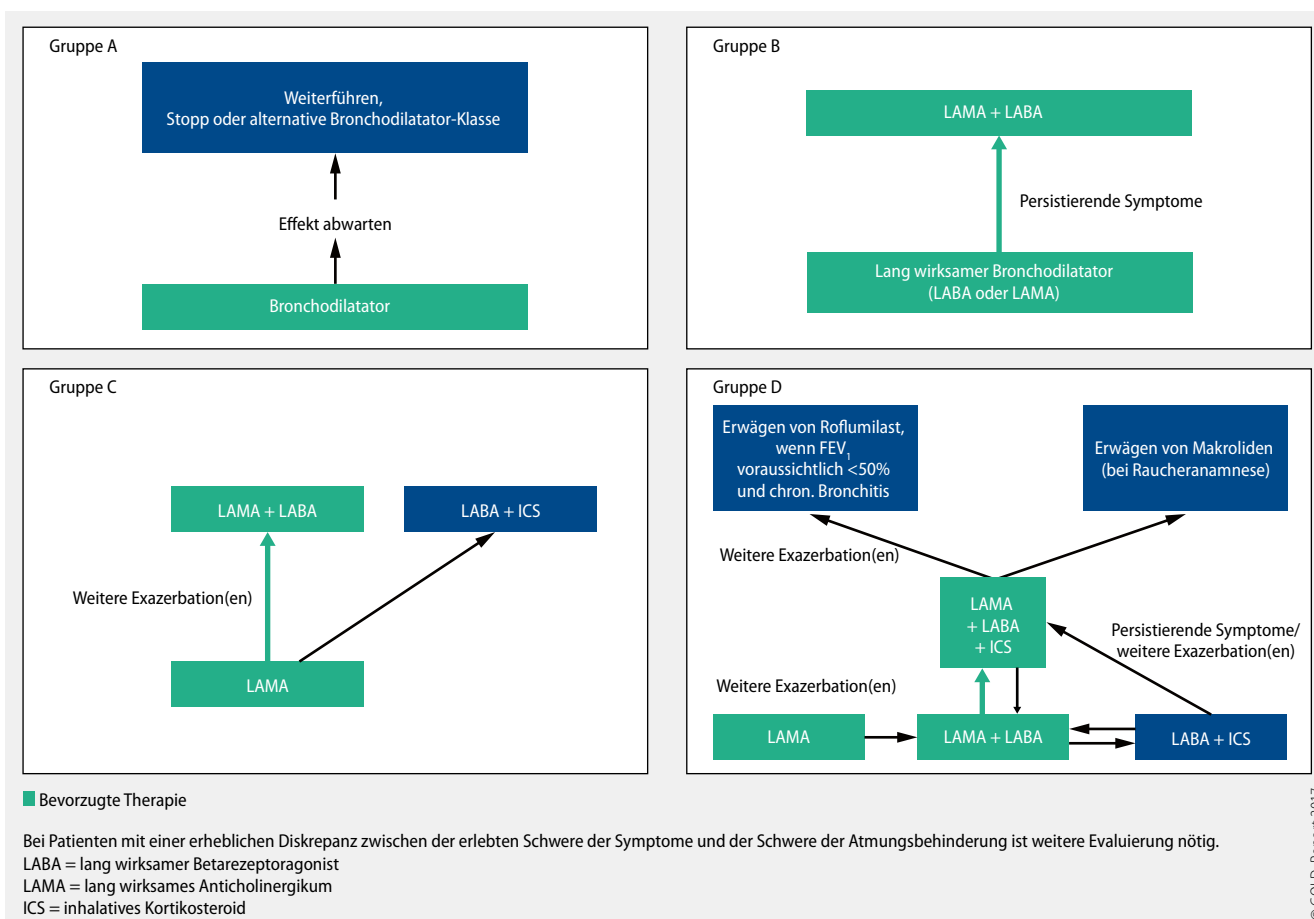 Gruppe A
Weiterführen,
Stopp oder alternative Bronchodilatator-Klasse
Effekt abwarten
Bronchodilatator
Gruppe B
LAMA + LABA
Persistierende Symptome
Lang wirksamer Bronchodilatator
(LABA oder LAMA)
Gruppe C
LAMA + LABA
LABA + ICS
Weitere Exazerbation(en)
LAMA
Gruppe D
Erwägen von Roflumilast,
wenn FEV1
voraussichtlich <50%
und chron. Bronchitis
Erwägen von Makroliden
(bei Raucheranamnese)
Weitere Exazerbation(en)
LAMA
+ LABA
+ ICS
Persistierende Symptome/
weitere Exazerbation(en)
Weitere Exazerbation(en)
LAMA
LAMA + LABA
LABA + ICS
Bevorzugte Therapie
Bei Patienten mit einer erheblichen Diskrepanz zwischen der erlebten Schwere der Symptome und der Schwere der Atmungsbehinderung ist weitere Evaluierung nötig.
LABA = lang wirksamer Betarezeptoragonist
LAMA = lang wirksames Anticholinergikum
ICS = inhalatives Kortikosteroid